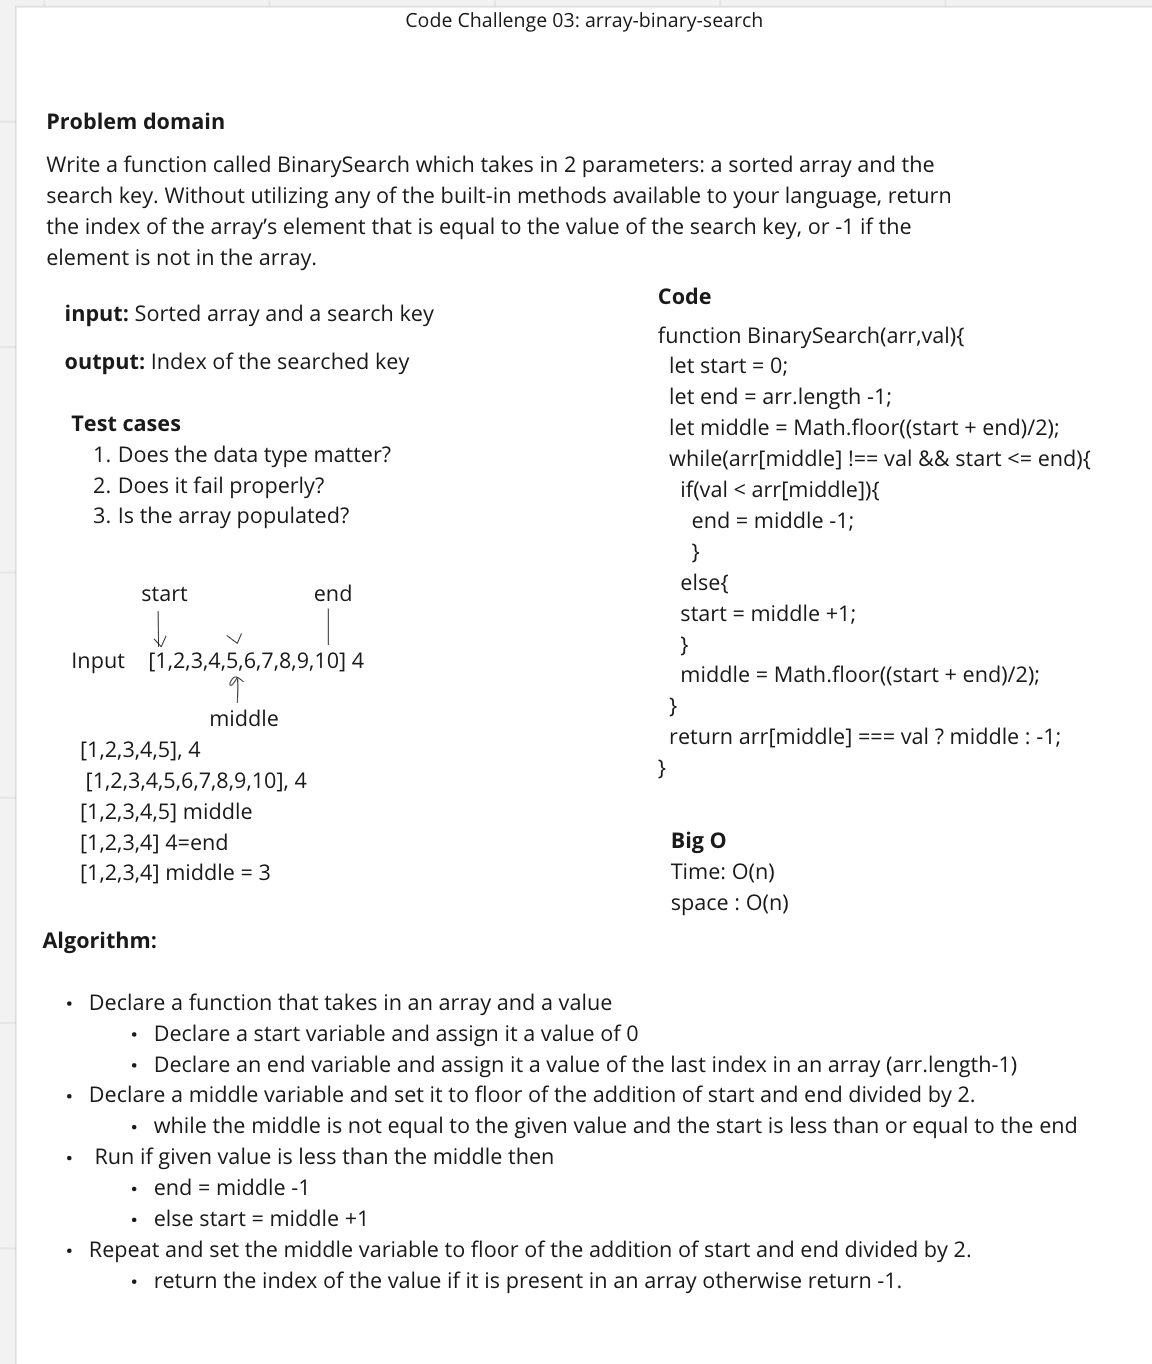 Code Challenge 03: array-binary-search
Problem domain
Write a function called BinarySearch which takes in 2 parameters: a sorted array and the
search key. Without utilizing any of the built-in methods available to your language, return
the index of the array’s element that is equal to the value of the search key, or -1 if the
element is not in the array.
input: Sorted array and a search key
output: Index of the searched key
Test cases
1. Does the data type matter?
2. Does it fail properly?
3. Is the array populated?
start end
Input [1,2,3,4,5,6,7,8,9,10] 4
middle
[1,2,3,4,5], 4
[1,2,3,4,5,6,7,8,9,10], 4
[1,2,3,4,5] middle
[1,2,3,4] 4=end
[1,2,3,4] middle = 3
Code
function BinarySearch(arr,val){
let start = 0;
let end = arr.length -1;
let middle = Math.floor((start + end)/2);
while(arr[middle] !== val && start <= end){
if(val < arr[middle]){
end = middle -1;
}
else{
start = middle +1;
}
middle = Math.floor((start + end)/2);
}
return arr[middle] === val ? middle : -1;
}
Big O
Time: O(n)
space : O(n)
Algorithm:
• Declare a function that takes in an array and a value
• Declare a start variable and assign it a value of 0
• Declare an end variable and assign it a value of the last index in an array (arr.length-1)
• Declare a middle variable and set it to floor of the addition of start and end divided by 2.
• while the middle is not equal to the given value and the start is less than or equal to the end
• Run if given value is less than the middle then
• end = middle -1
• else start = middle +1
• Repeat and set the middle variable to floor of the addition of start and end divided by 2.
• return the index of the value if it is present in an array otherwise return -1.